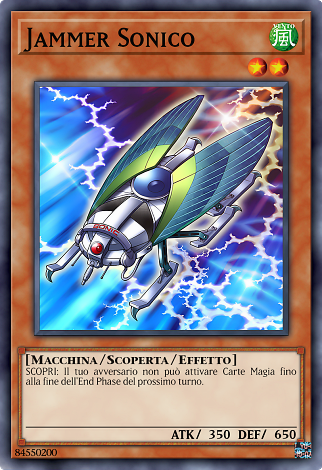 Jammer Sonico
VENTO
風
[Macchina/Scoperta/Effetto]
SCOPRI: Il tuo avversario non può attivare Carte Magia fino
alla fine dell'End Phase del prossimo turno.
ATK/ 350 DEF/ 650
84550200